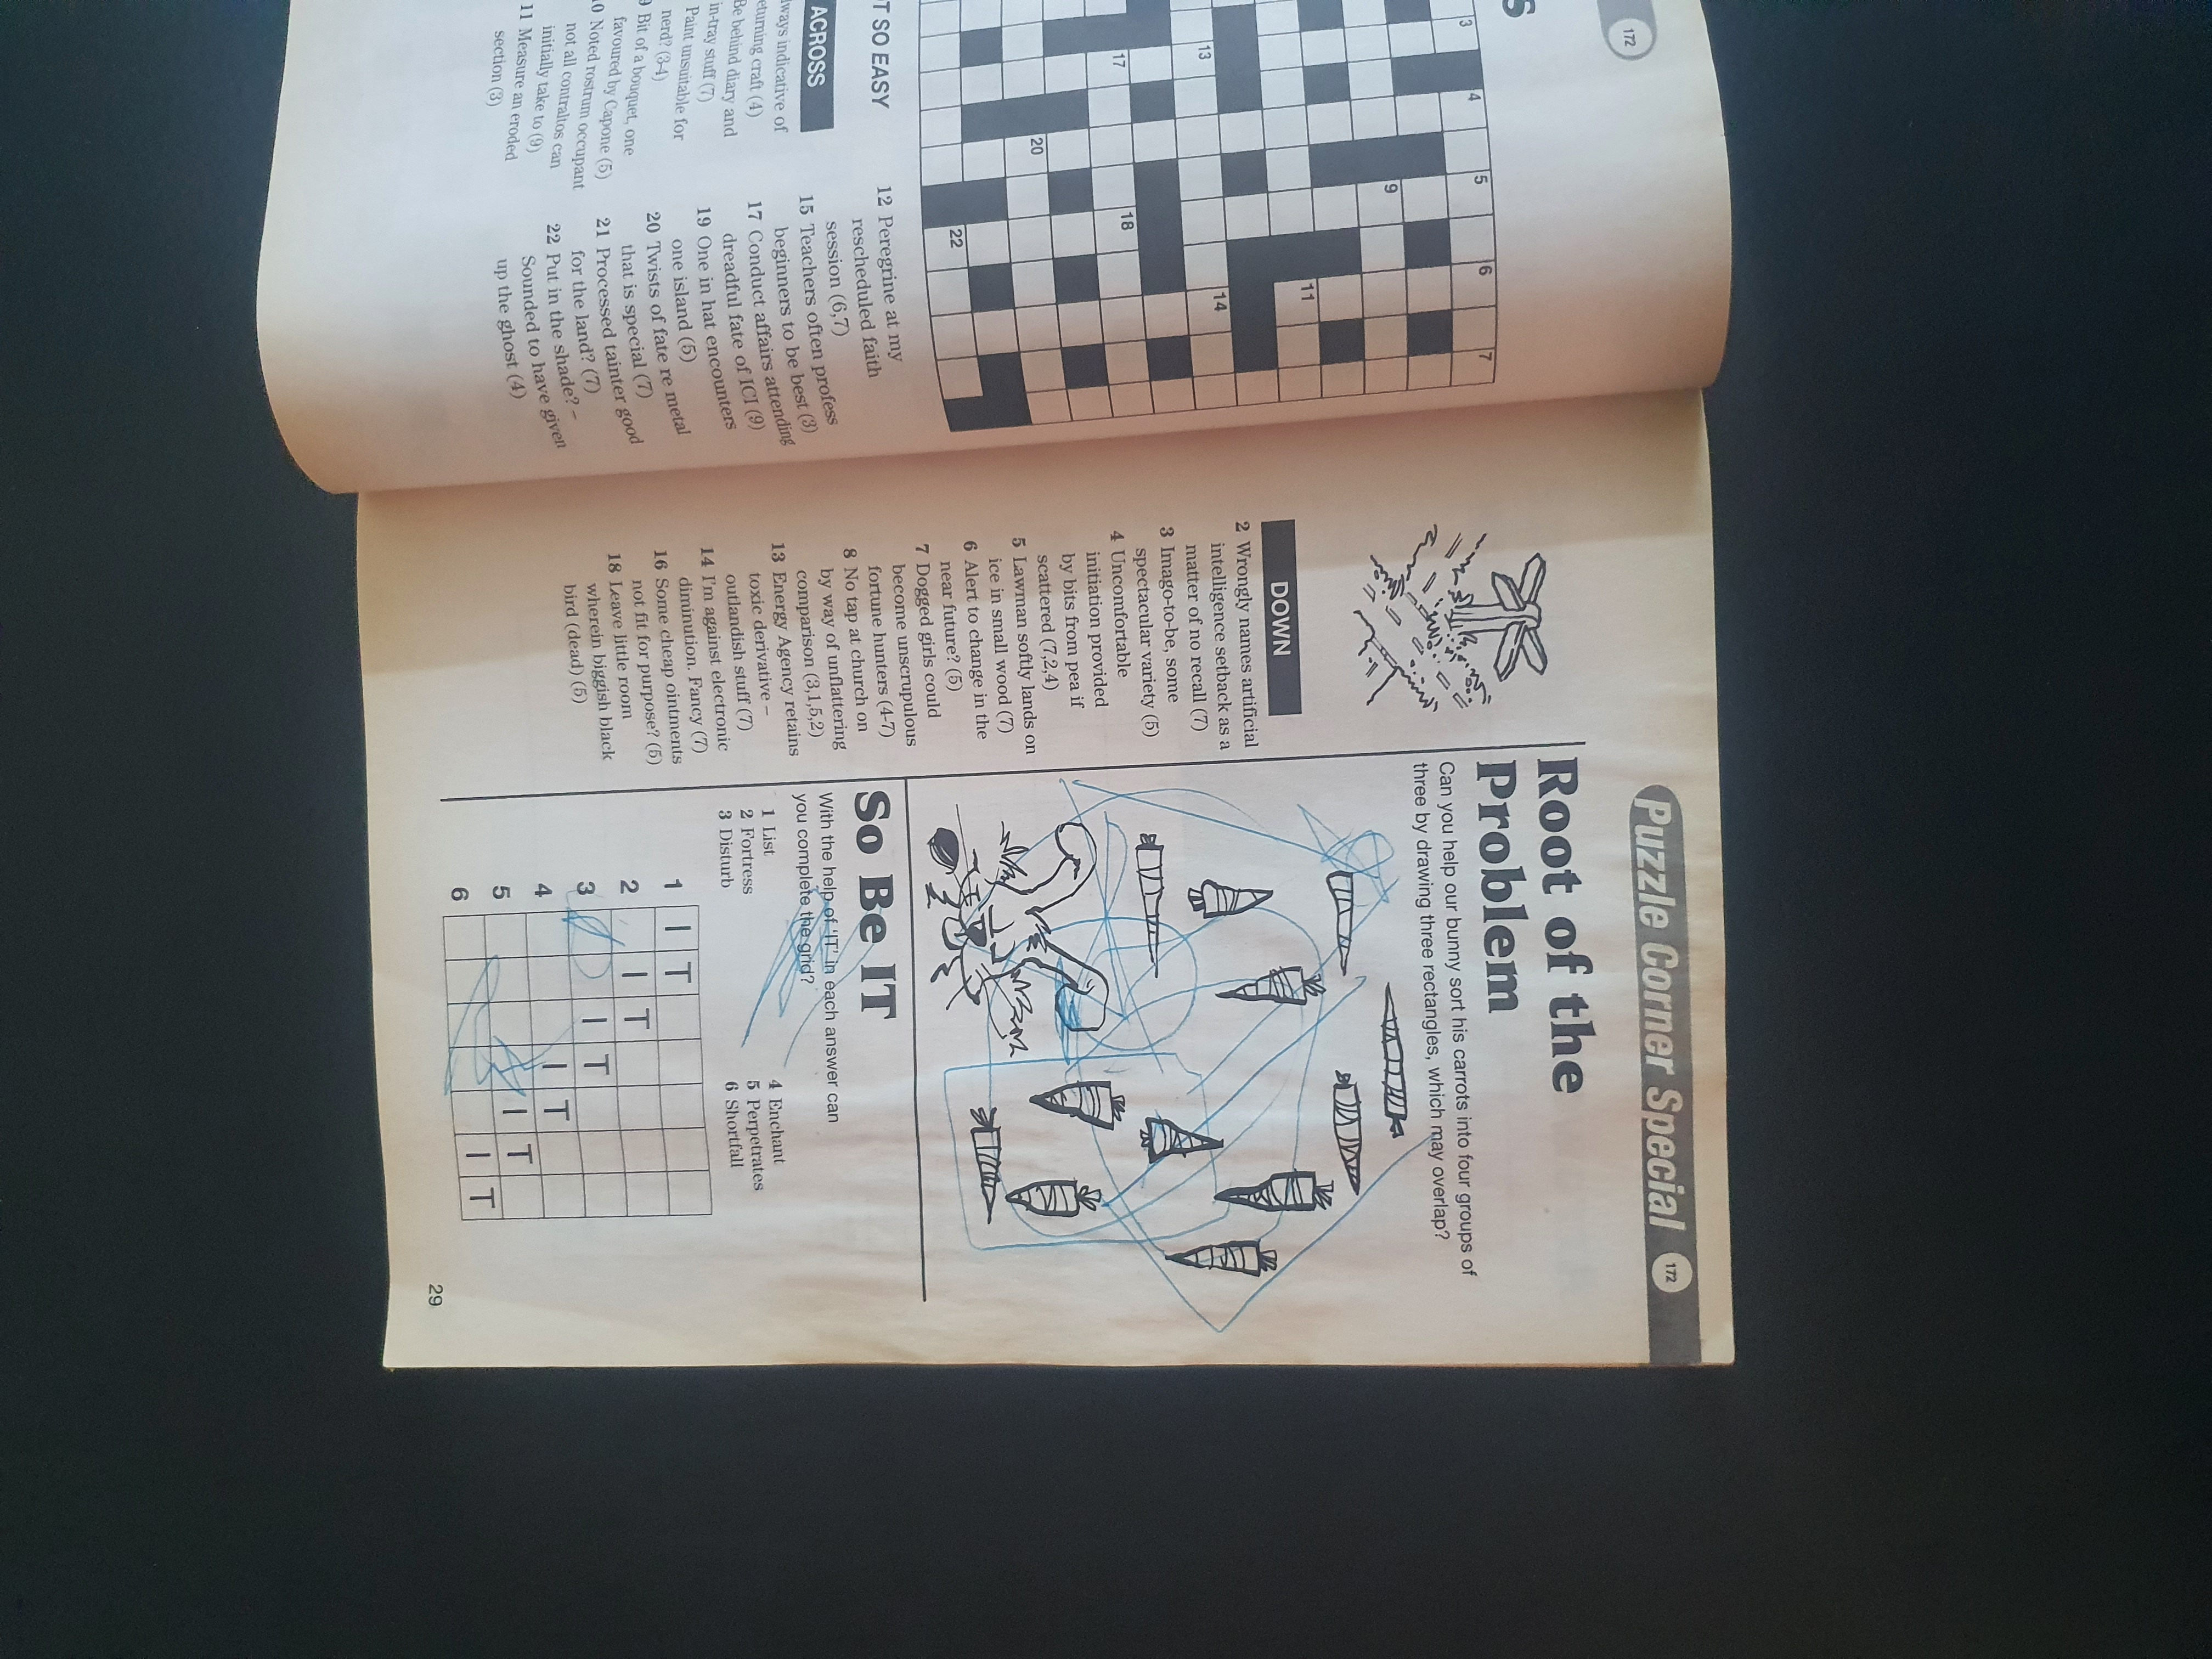 S
172
3
4
5
6
7
9
11
13
14
17
18
20
22
T SO EASY
ACROSS
ways indicative of
eturning craft (4)
Be behind diary and
in-tray stuff (7)
Paint unsuitable for
nerd? (3-4)
9 Bit of a bouquet, one
favoured by Capone (5)
10 Noted rostrum occupant
not all contraltos can
initially take to (9)
11 Measure an eroded
section (3)
12 Peregrine at my
rescheduled faith
session (6,7)
15 Teachers often profess
beginners to be best (3)
17 Conduct affairs attending
dreadful fate of ICI (9)
19 One in hat encounters
one island (5)
20 Twists of fate re metal
that is special (7)
21 Processed tainter good
for the land? (7)
22 Put in the shade? –
Sounded to have given
up the ghost (4)
Puzzle Corner Special 172
DOWN
2 Wrongly names artificial
intelligence setback as a
matter of no recall (7)
3 Imago-to-be, some
spectacular variety (5)
4 Uncomfortable
initiation provided
by bits from pea if
scattered (7,2,4)
5 Lawman softly lands on
ice in small wood (7)
6 Alert to change in the
near future? (5)
7 Dogged girls could
become unscrupulous
fortune hunters (4-7)
8 No tap at church on
by way of unflattering
comparison (3,1,5,2)
13 Energy Agency retains
toxic derivative –
outlandish stuff (7)
14 I'm against electronic
diminution. Fancy (7)
16 Some cheap ointments
not fit for purpose? (5)
18 Leave little room
wherein biggish black
bird (dead) (5)
Root of the
Problem
Can you help our bunny sort his carrots into four groups of
three by drawing three rectangles, which may overlap?
So Be IT
With the help of 'IT' in each answer can
you complete the grid?
1 List
2 Fortress
3 Disturb
4 Enchant
5 Perpetrates
6 Shortfall
1 I T
2 I T
3 I T
4 I T
5 I T
6 I T
29